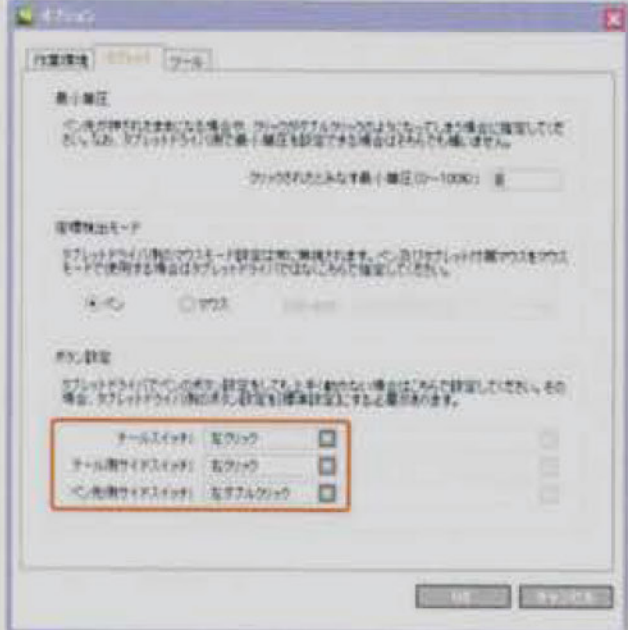 オプション
作業環境 タブレット ツール
最小筆圧
ペン先が押されたままになる場合や、クリックがダブルクリックのようになってしまう場合に指定してくだ
さい。なお、タブレットドライバ側で最小筆圧を設定できる場合はそちらでも構いません。
クリックされたとみなす最小筆圧(0～100%):
座標検出モード
タブレットドライバ側のマウスモード設定は常に無視されます。ペン及びタブレット付属マウスをマウス
モードで使用する場合はタブレットドライバではなくこちらで指定してください。
ペン マウス
ボタン設定
タブレットドライバでペンのボタン設定をしても上手く動作しない場合はこちらで設定してください。その
場合、タブレットドライバ側のボタン設定を[標準設定]にする必要があります。
テールスイッチ: 左クリック
テール側サイドスイッチ: 右クリック
ペン先側サイドスイッチ: 左ダブルクリック
OK キャンセル